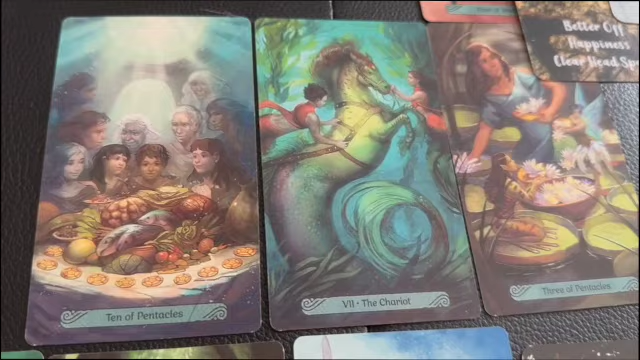 Better Off
Happiness
Clear Head
Ten of Pentacles
VII · The Chariot
Three of Pentacles